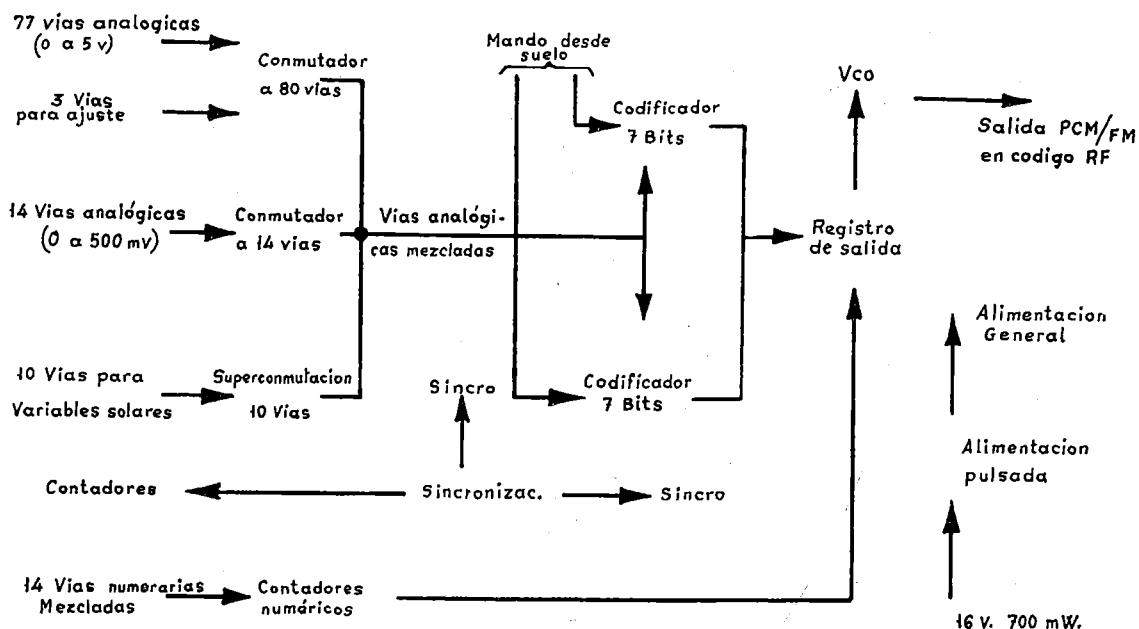 77 vias analogicas
(0 a 5v)
3 Vias
para ajuste
Conmutador
a 80 vias
14 Vias analógicas
(0 a 500 mv)
Conmutador
a 14 vias
Vias analógi-
cas mezcladas
10 Vias para
Variables solares
Superconmutacion
10 Vias
Mando desde
suelo
Codificador
7 Bits
Codificador
7 Bits
Vco
Salida PCM/FM
en codigo RF
Registro
de salida
Sincro
Contadores
Sincronizac.
Sincro
14 Vias numerarias
Mezcladas
Contadores
numáricos
Alimentacion
General
Alimentacion
pulsada
16 v. 700 mW.